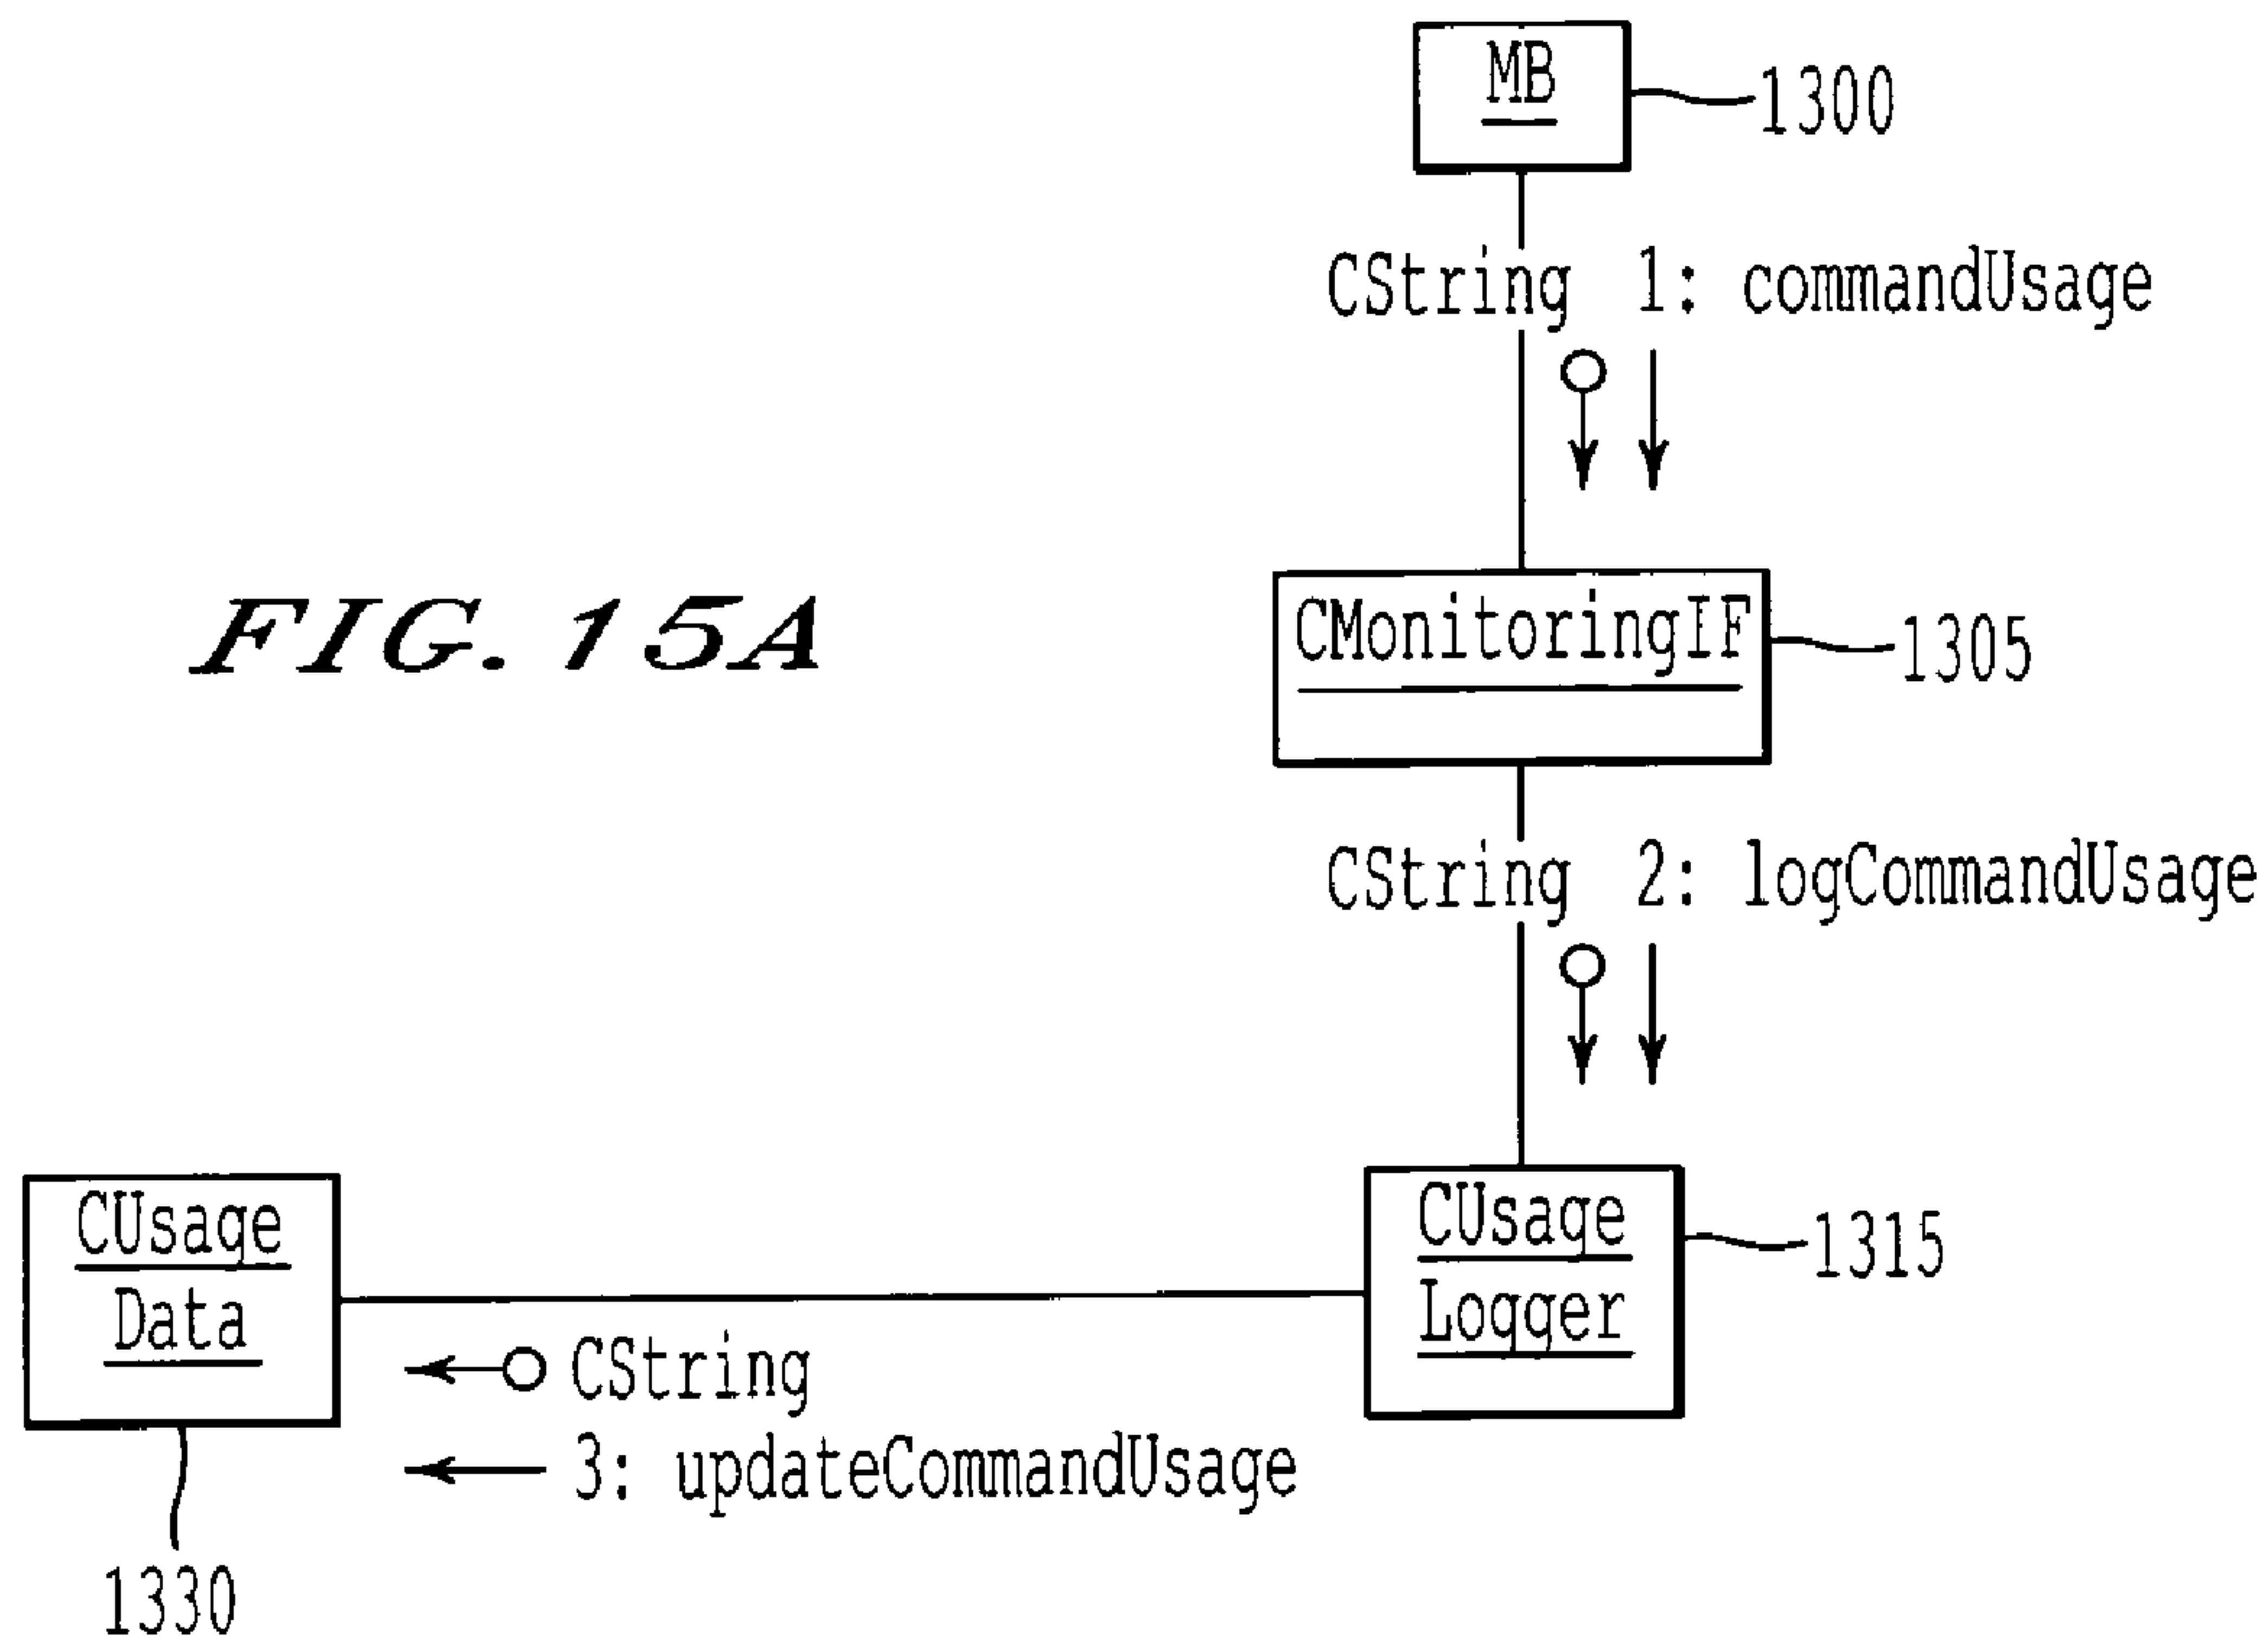 MB
1300
CString 1: commandUsage
FIG. 15A
CMonitoringIF
1305
CString 2: logCommandUsage
CUsage
Data
CUsage
Logger
1315
CString
3: updateCommandUsage
1330